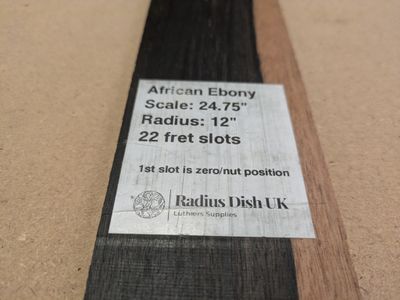 African Ebony
Scale: 24.75"
Radius: 12"
22 fret slots
1st slot is zero/nut position
Radius Dish UK
Luthiers Supplies